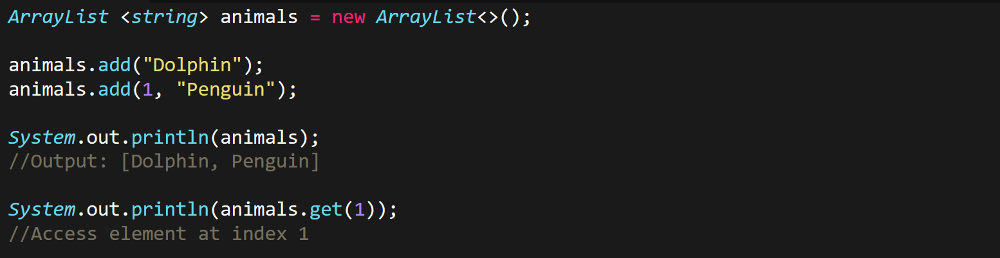 ArrayList <string> animals = new ArrayList<>();
animals.add("Dolphin");
animals.add(1, "Penguin");
System.out.println(animals);
//Output: [Dolphin, Penguin]
System.out.println(animals.get(1));
//Access element at index 1